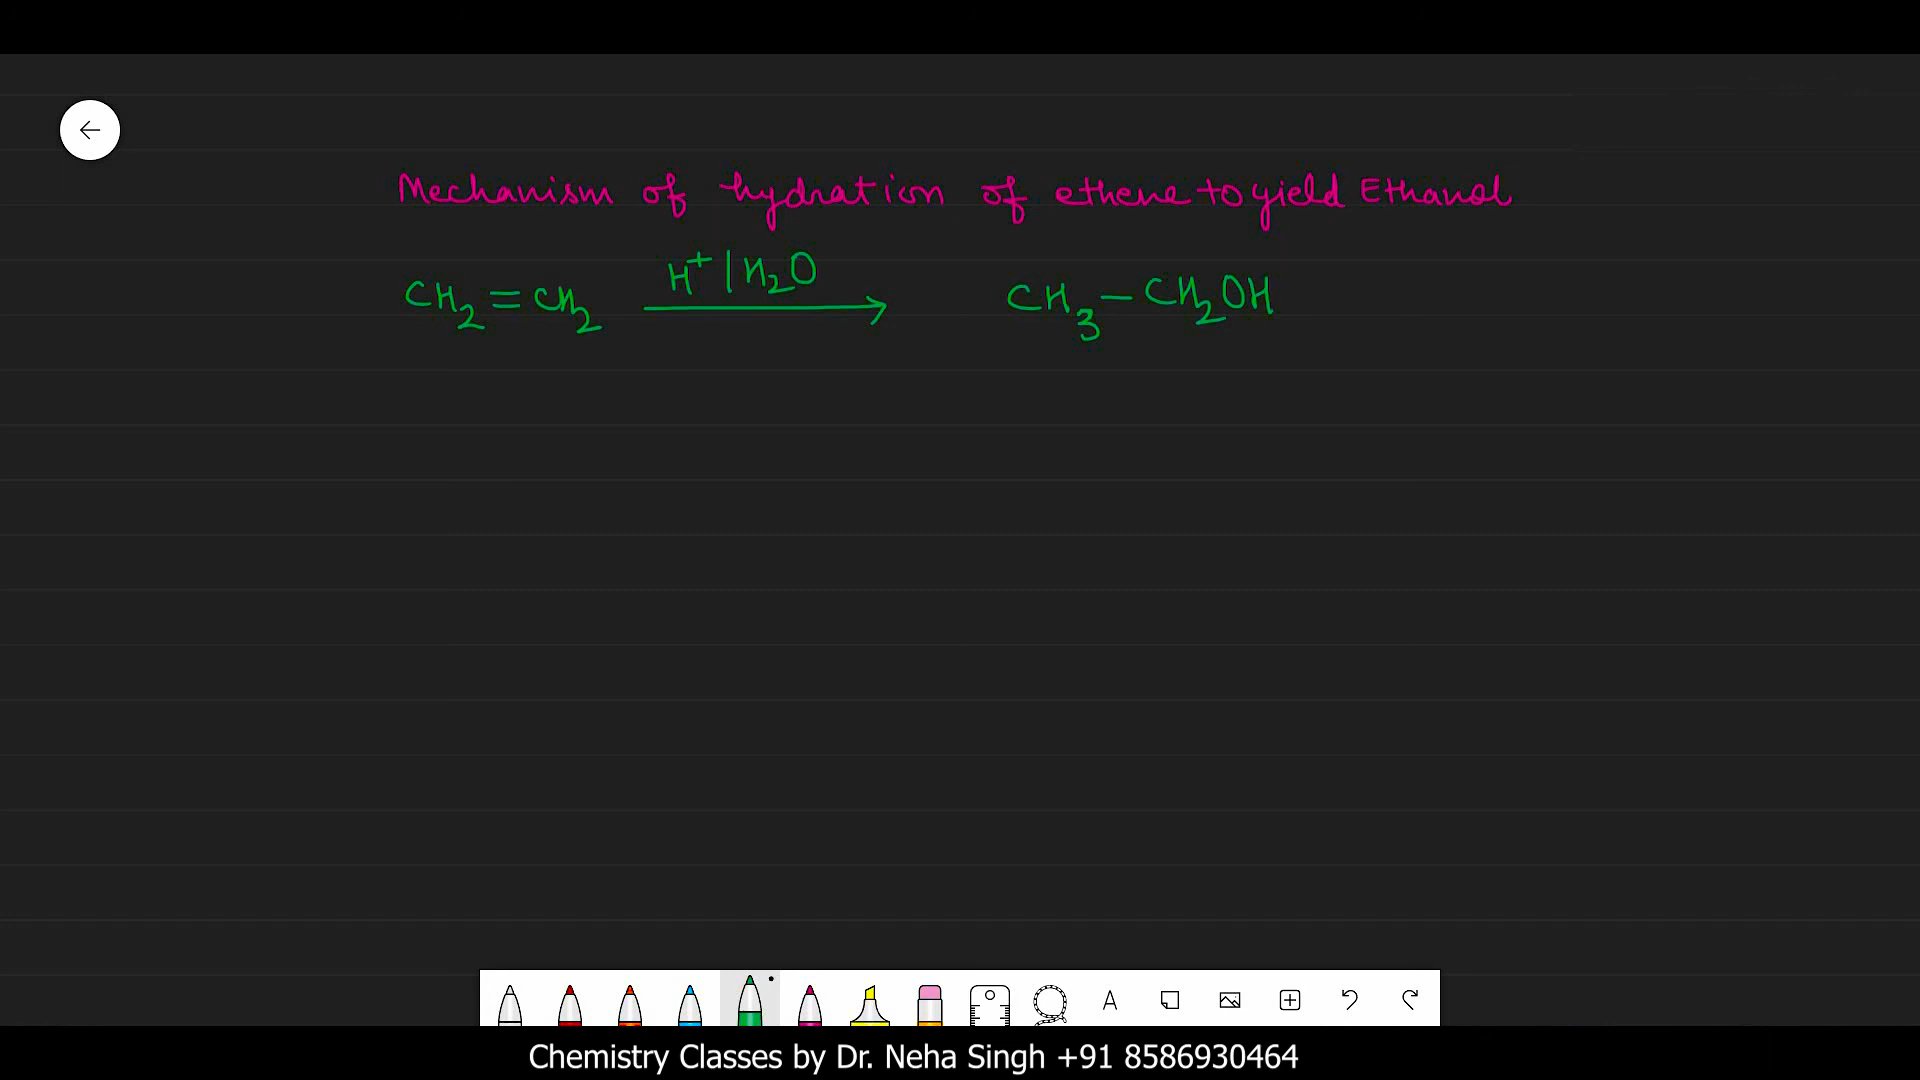 Mechanism of hydration of ethene to yield Ethanol
CH₂=CH₂ H⁺|H₂O → CH₃–CH₂OH
A
Chemistry Classes by Dr. Neha Singh +91 8586930464